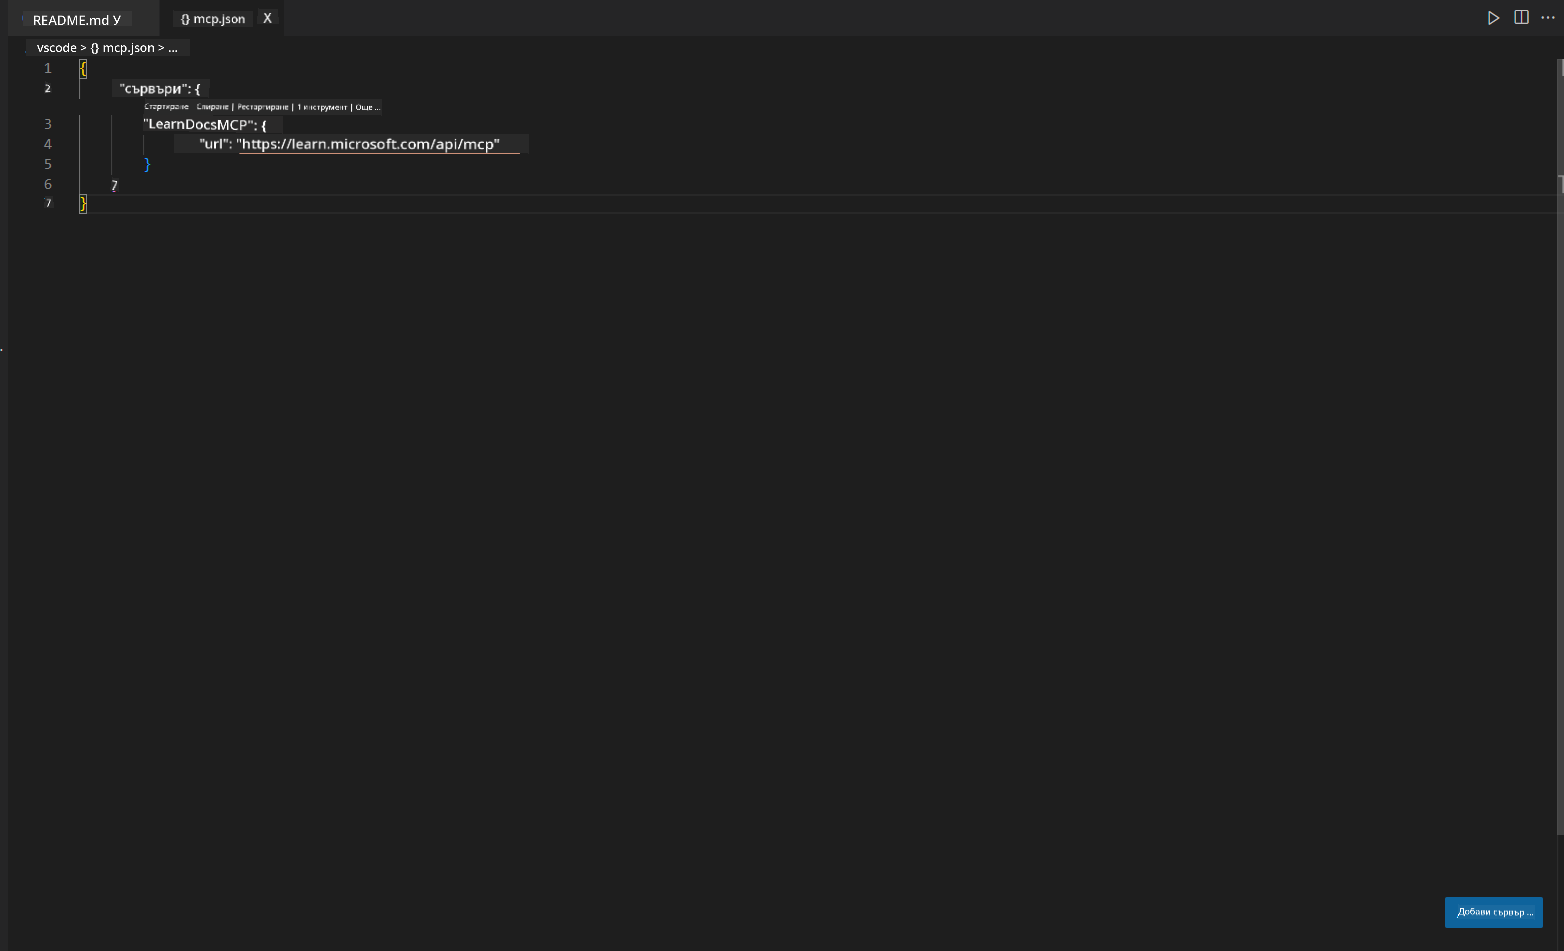 README.md У
{} mcp.json X
vscode > {} mcp.json > ...
1 {
2 "сървъри": {
Стартиране Спиране | Рестартиране | 1 инструмент | Още ...
3 "LearnDocsMCP": {
4 "url": "https://learn.microsoft.com/api/mcp"
5 }
6 7
7 }
Добави сървър ...